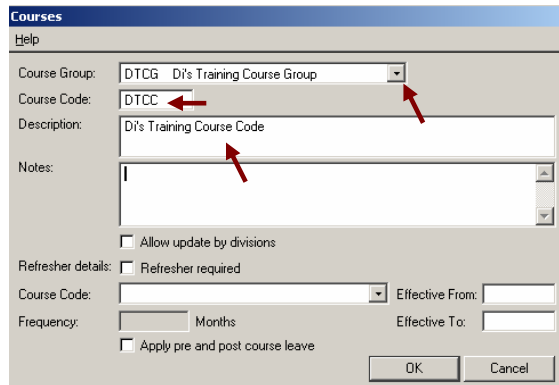 Courses
Help
Course Group: DTCG Di's Training Course Group
Course Code: DTCC
Description: Di's Training Course Code
Notes:
Allow update by divisions
Refresher details: Refresher required
Course Code: Effective From:
Frequency: Months Effective To:
Apply pre and post course leave
OK Cancel